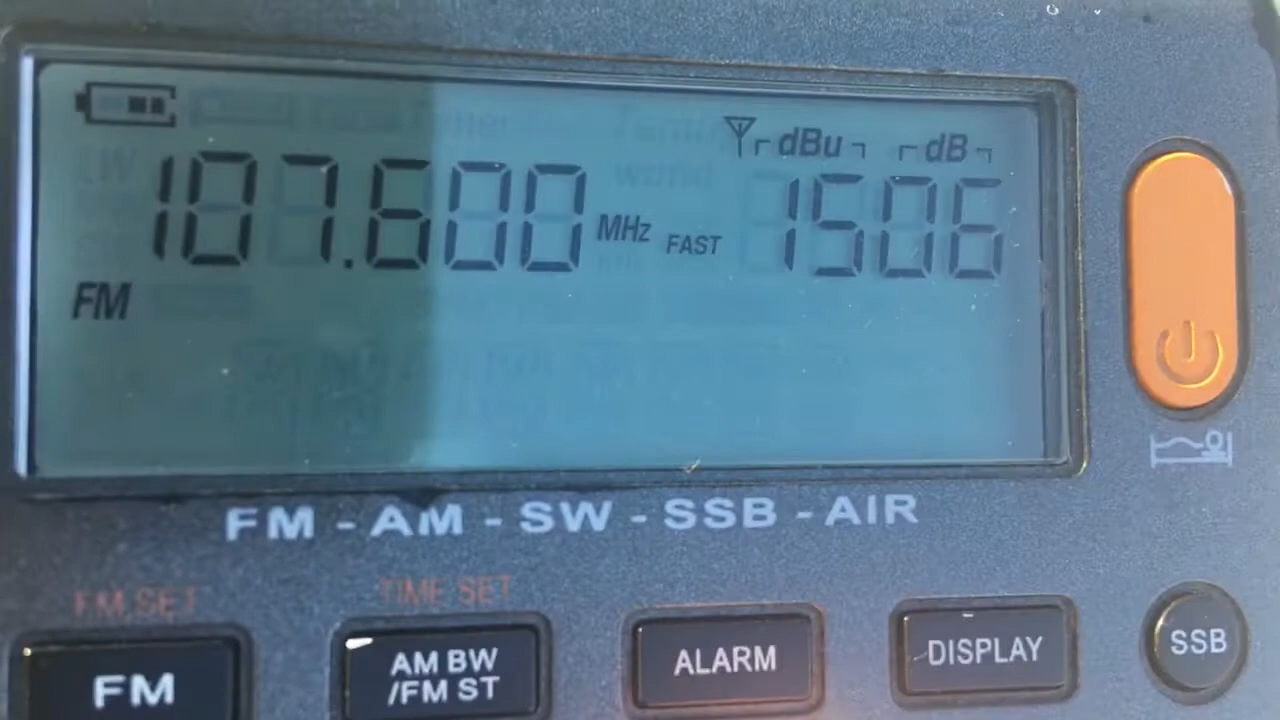 dBu dB
107.600 MHz FAST 1506
FM
FM - AM - SW - SSB - AIR
FM SET TIME SET
FM AM BW ALARM DISPLAY SSB
/FM ST